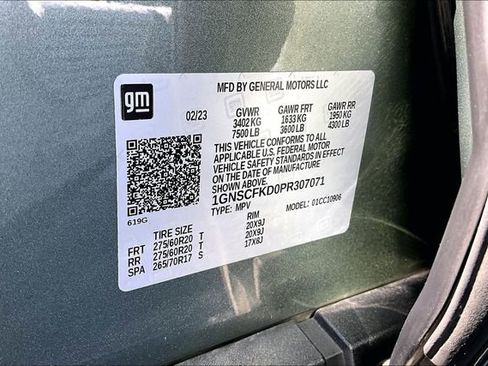 gm
MFD BY GENERAL MOTORS LLC
02/23 GVWR GAWR FRT GAWR RR
3402 KG 1633 KG 1950 KG
7500 LB 3600 LB 4300 LB
THIS VEHICLE CONFORMS TO ALL
APPLICABLE U.S. FEDERAL MOTOR
VEHICLE SAFETY STANDARDS IN EFFECT
ON THE DATE OF MANUFACTURE
1GNSCFKD0PR307071
TYPE: MPV MODEL: 01CC10906
619G
TIRE SIZE RIM
FRT 275/60R20 T 20X9J
RR 275/60R20 T 20X9J
SPA 265/70R17 S 17X8J